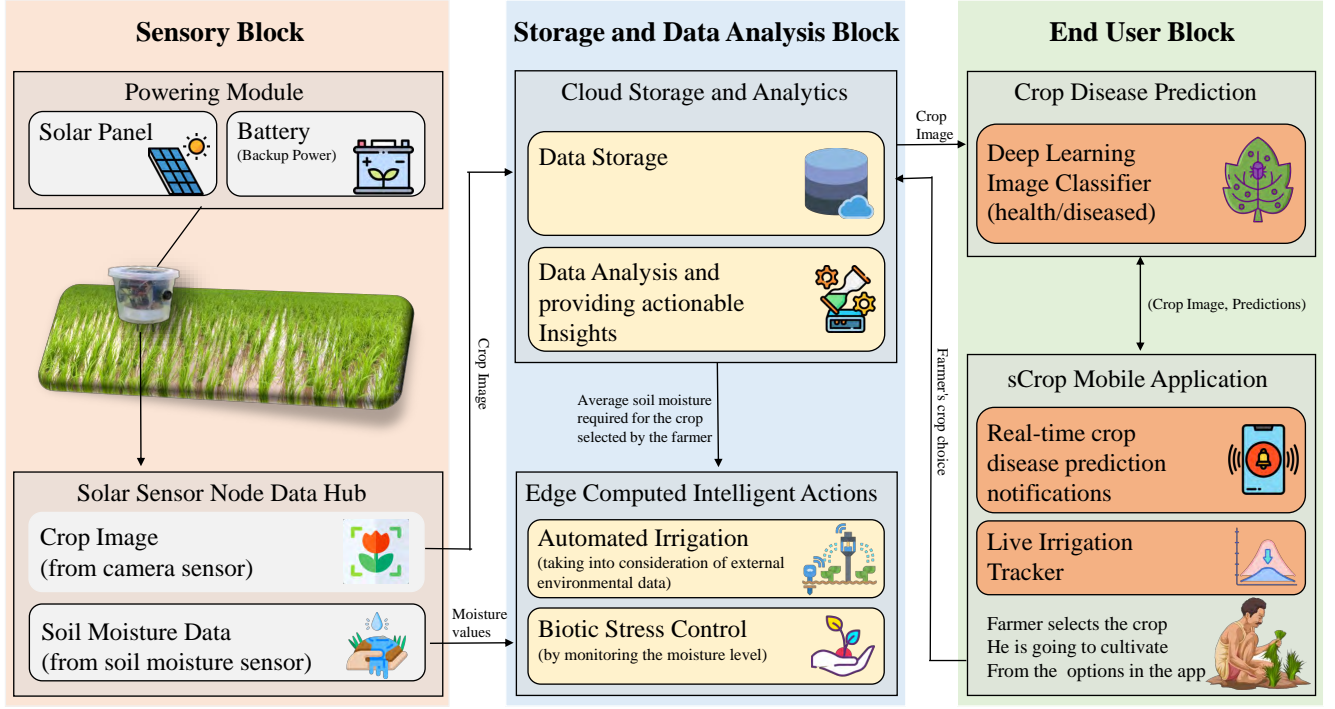 Sensory Block
Powering Module
Solar Panel
Battery
(Backup Power)
Solar Sensor Node Data Hub
Crop Image
(from camera sensor)
Soil Moisture Data
(from soil moisture sensor)
Crop Image
Moisture
values
Storage and Data Analysis Block
Cloud Storage and Analytics
Data Storage
Data Analysis and
providing actionable
Insights
Average soil moisture
required for the crop
selected by the farmer
Edge Computed Intelligent Actions
Automated Irrigation
(taking into consideration of external
environmental data)
Biotic Stress Control
(by monitoring the moisture level)
Crop
Image
Farmer's crop choice
End User Block
Crop Disease Prediction
Deep Learning
Image Classifier
(health/diseased)
(Crop Image, Predictions)
sCrop Mobile Application
Real-time crop
disease prediction
notifications
Live Irrigation
Tracker
Farmer selects the crop
He is going to cultivate
From the options in the app